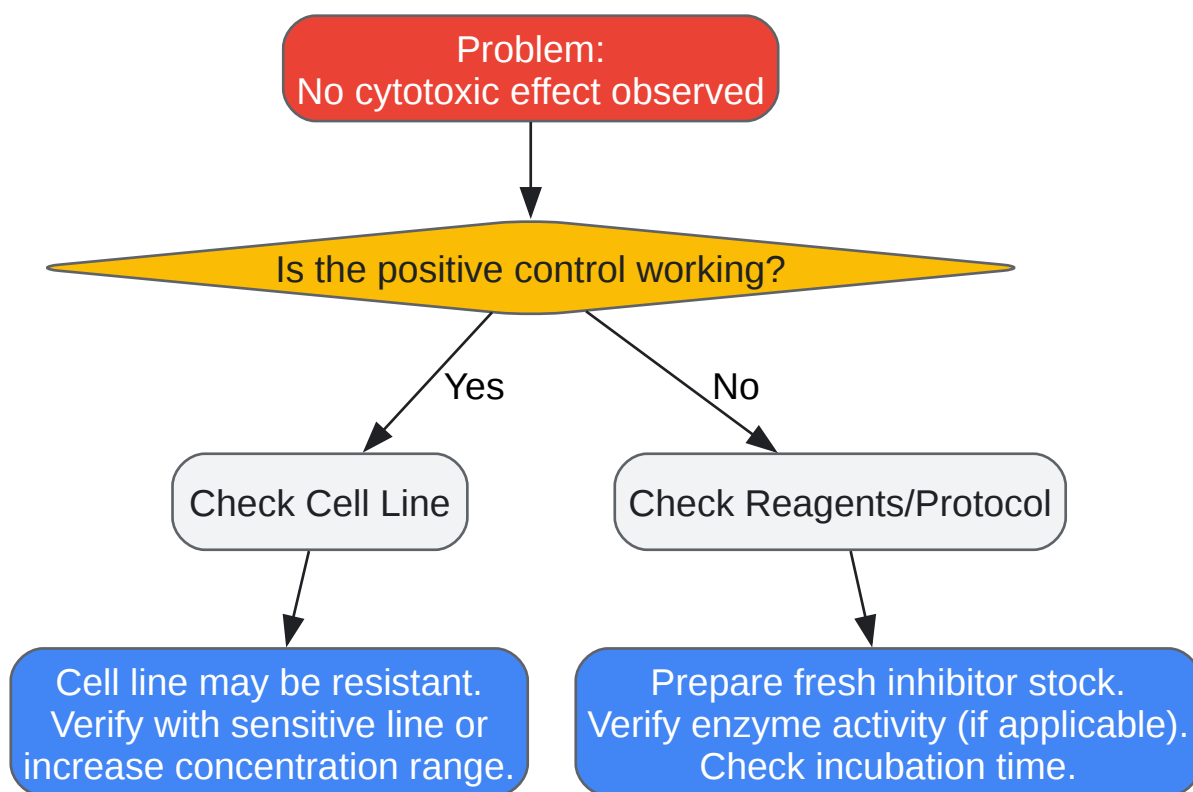 Problem:
No cytotoxic effect observed
Is the positive control working?
Yes
No
Check Cell Line
Check Reagents/Protocol
Cell line may be resistant.
Verify with sensitive line or
increase concentration range.
Prepare fresh inhibitor stock.
Verify enzyme activity (if applicable).
Check incubation time.